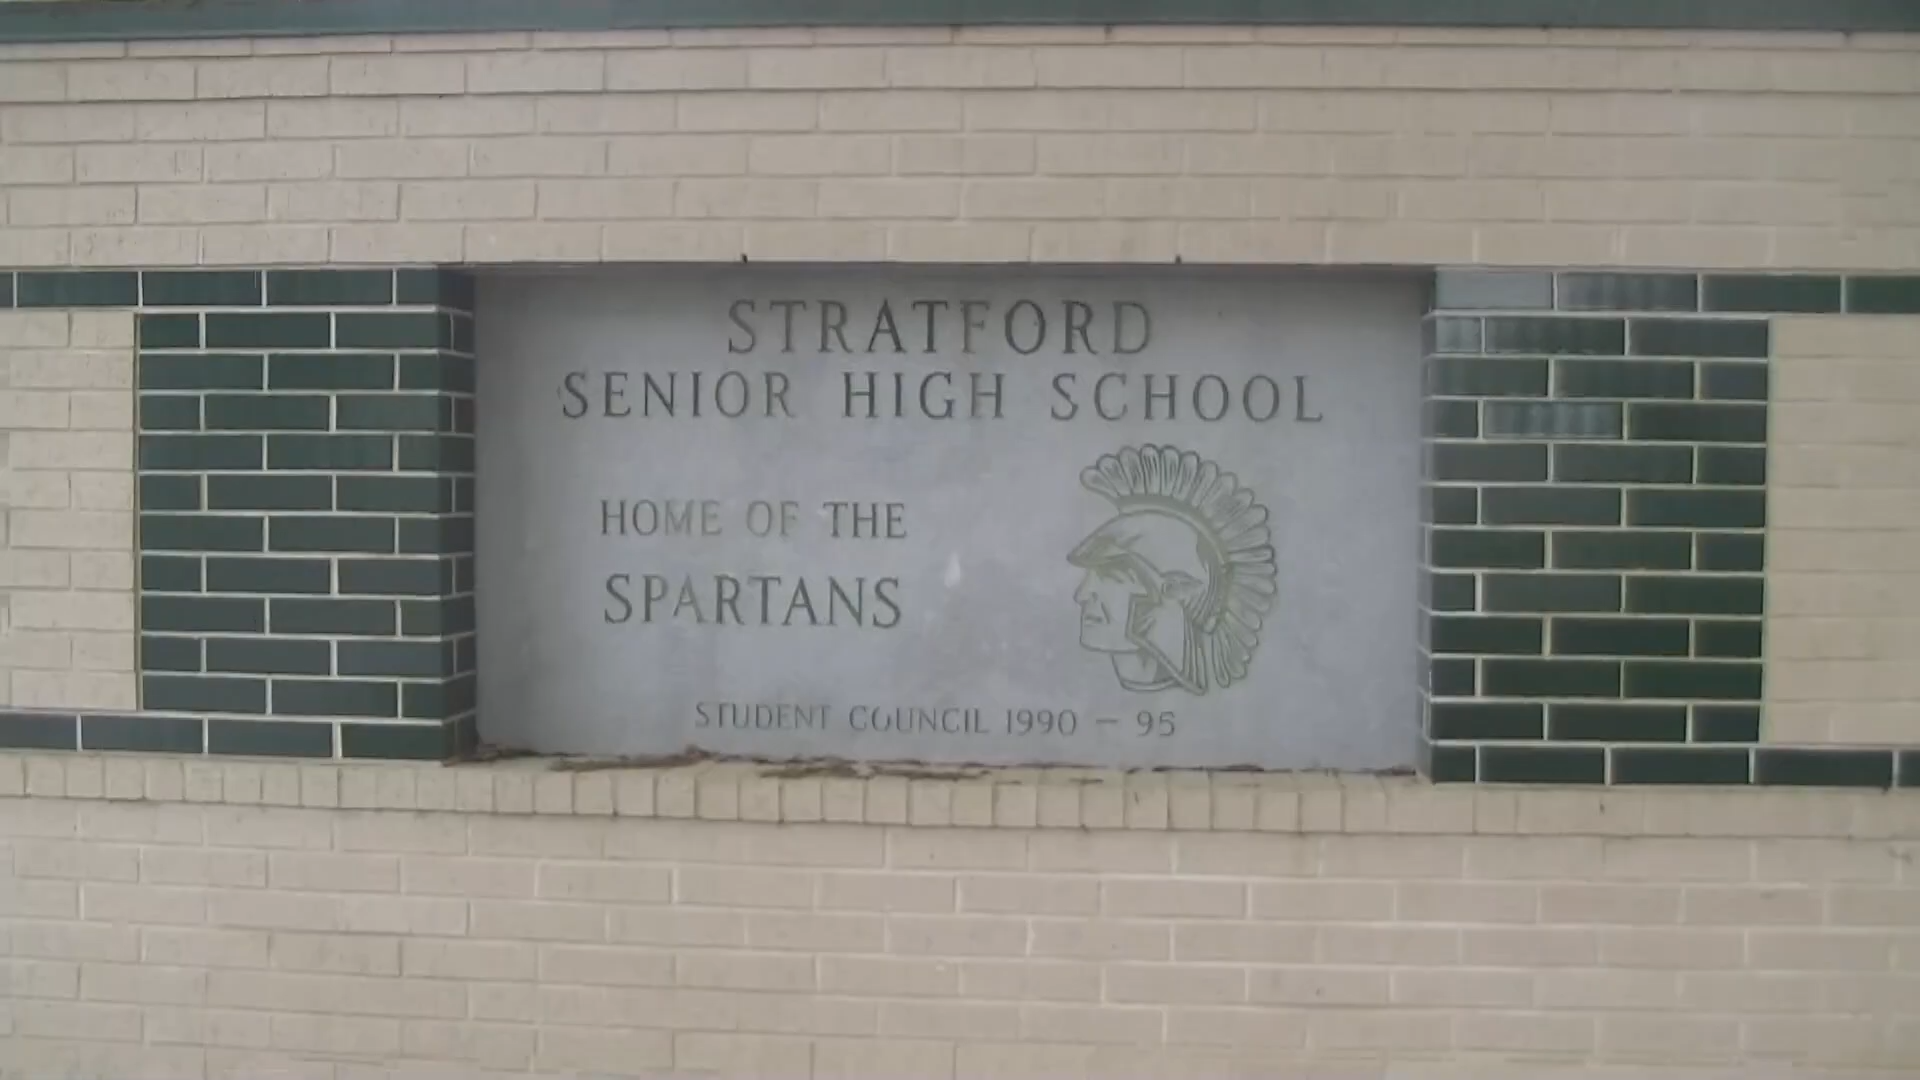 STRATFORD
SENIOR HIGH SCHOOL
HOME OF THE
SPARTANS
STUDENT COUNCIL 1990 – 95